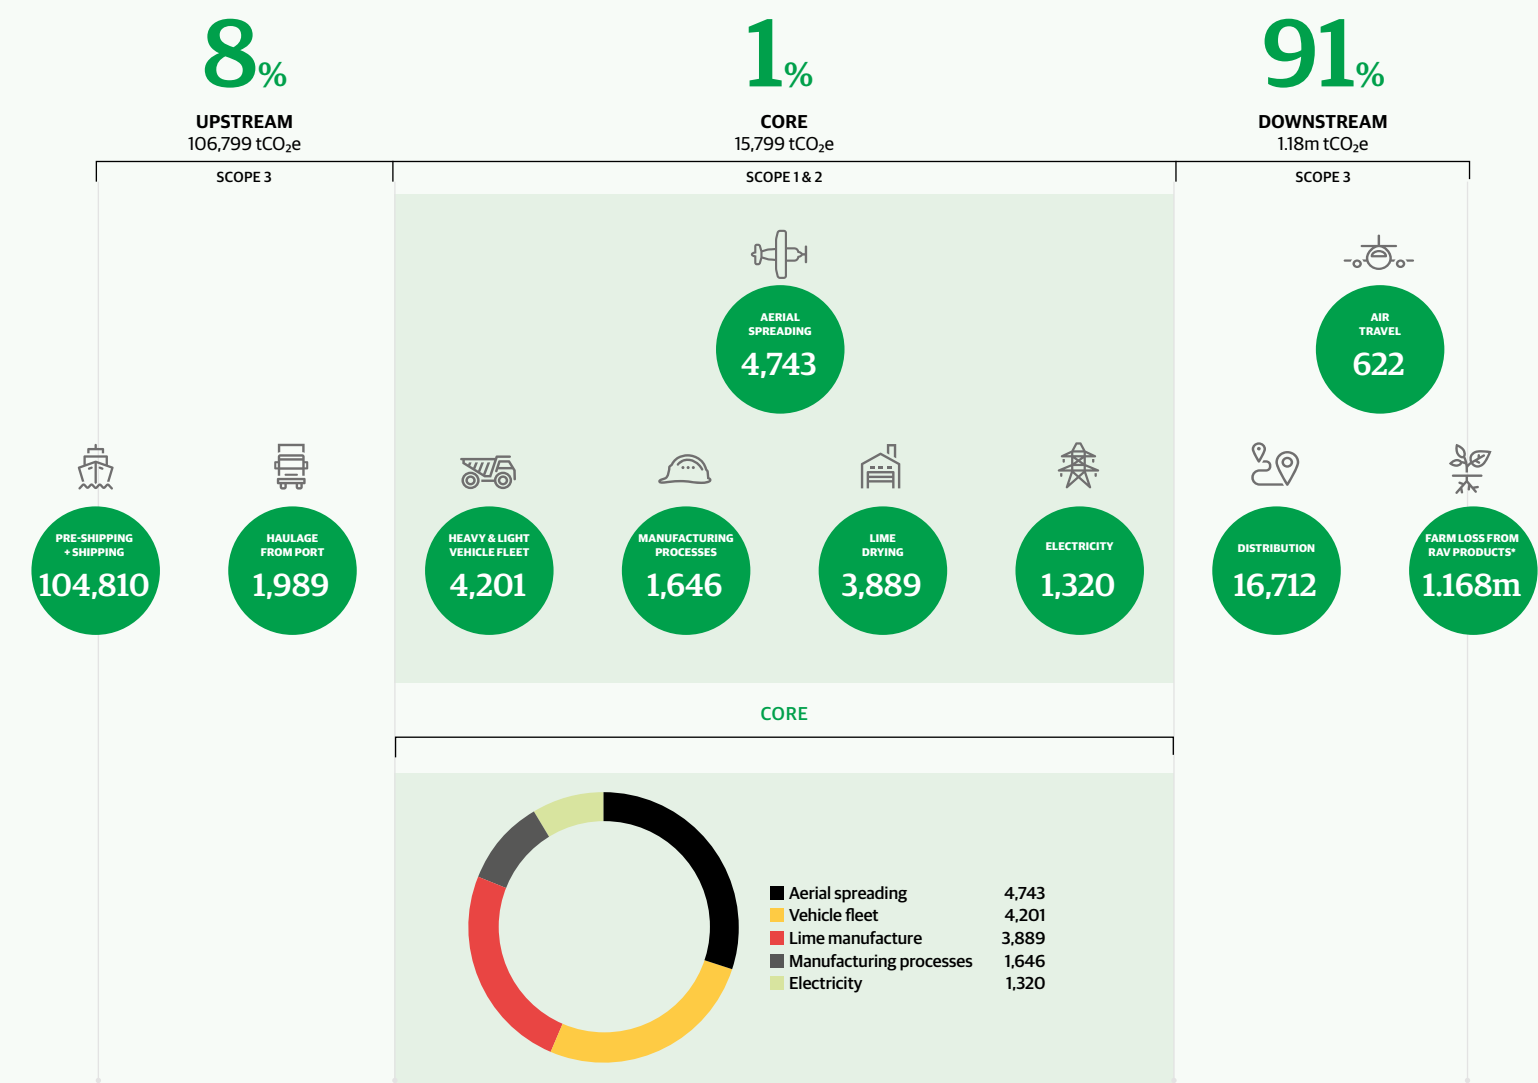 8%
UPSTREAM
106,799 tCO₂e
SCOPE 3
1%
CORE
15,799 tCO₂e
SCOPE 1 & 2
91%
DOWNSTREAM
1.18m tCO₂e
SCOPE 3
AERIAL
SPREADING
4,743
AIR
TRAVEL
622
PRE-SHIPPING
+ SHIPPING
104,810
HAULAGE
FROM PORT
1,989
HEAVY & LIGHT
VEHICLE FLEET
4,201
MANUFACTURING
PROCESSES
1,646
LIME
DRYING
3,889
ELECTRICITY
1,320
DISTRIBUTION
16,712
FARM LOSS FROM
RAV PRODUCTS*
1.168m
CORE
Aerial spreading 4,743
Vehicle fleet 4,201
Lime manufacture 3,889
Manufacturing processes 1,646
Electricity 1,320